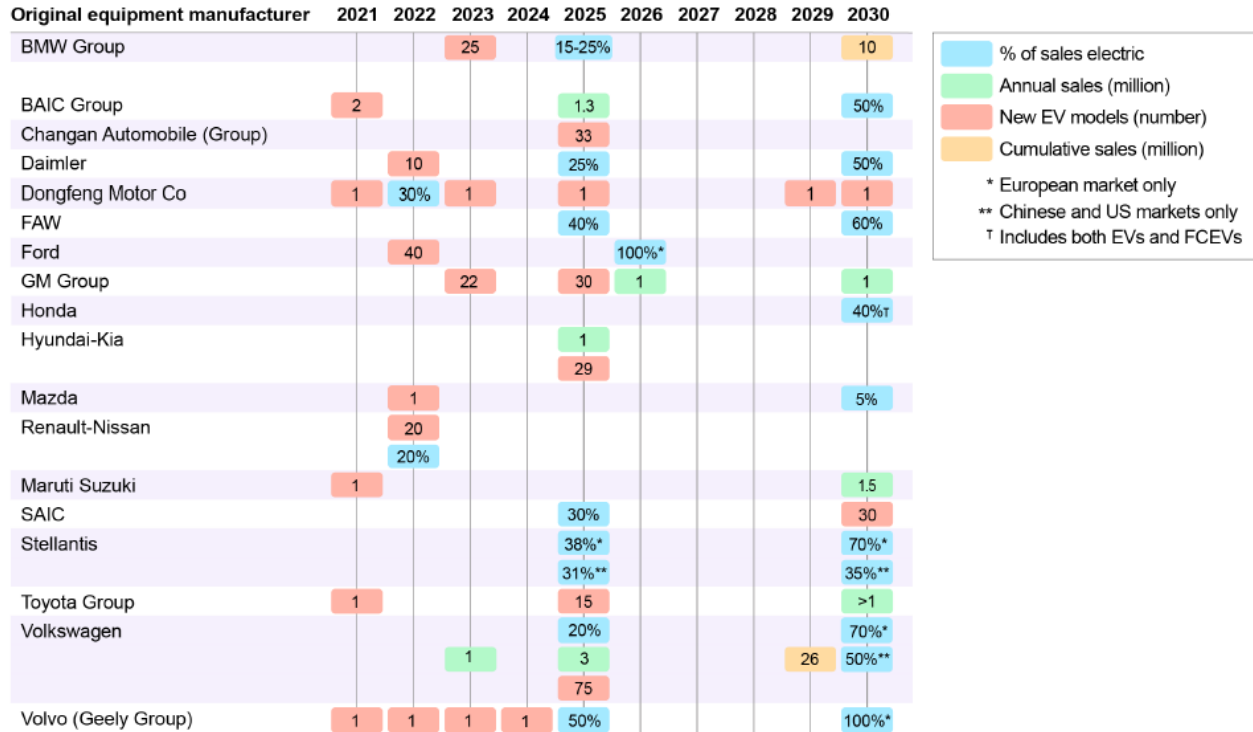 Original equipment manufacturer 2021 2022 2023 2024 2025 2026 2027 2028 2029 2030
BMW Group 25 15-25% 10
BAIC Group 2 1.3 50%
Changan Automobile (Group) 33
Daimler 10 25% 50%
Dongfeng Motor Co 1 30% 1 1 1 1
FAW 40% 60%
Ford 40 100%*
GM Group 22 30 1 1
Honda 40%ᵀ
Hyundai-Kia 1
29
Mazda 1 5%
Renault-Nissan 20
20%
Maruti Suzuki 1 1.5
SAIC 30% 30
Stellantis 38%* 70%*
31%** 35%**
Toyota Group 1 15 >1
Volkswagen 20% 70%*
1 3 26 50%**
75
Volvo (Geely Group) 1 1 1 1 50% 100%*
% of sales electric
Annual sales (million)
New EV models (number)
Cumulative sales (million)
* European market only
** Chinese and US markets only
ᵀ Includes both EVs and FCEVs